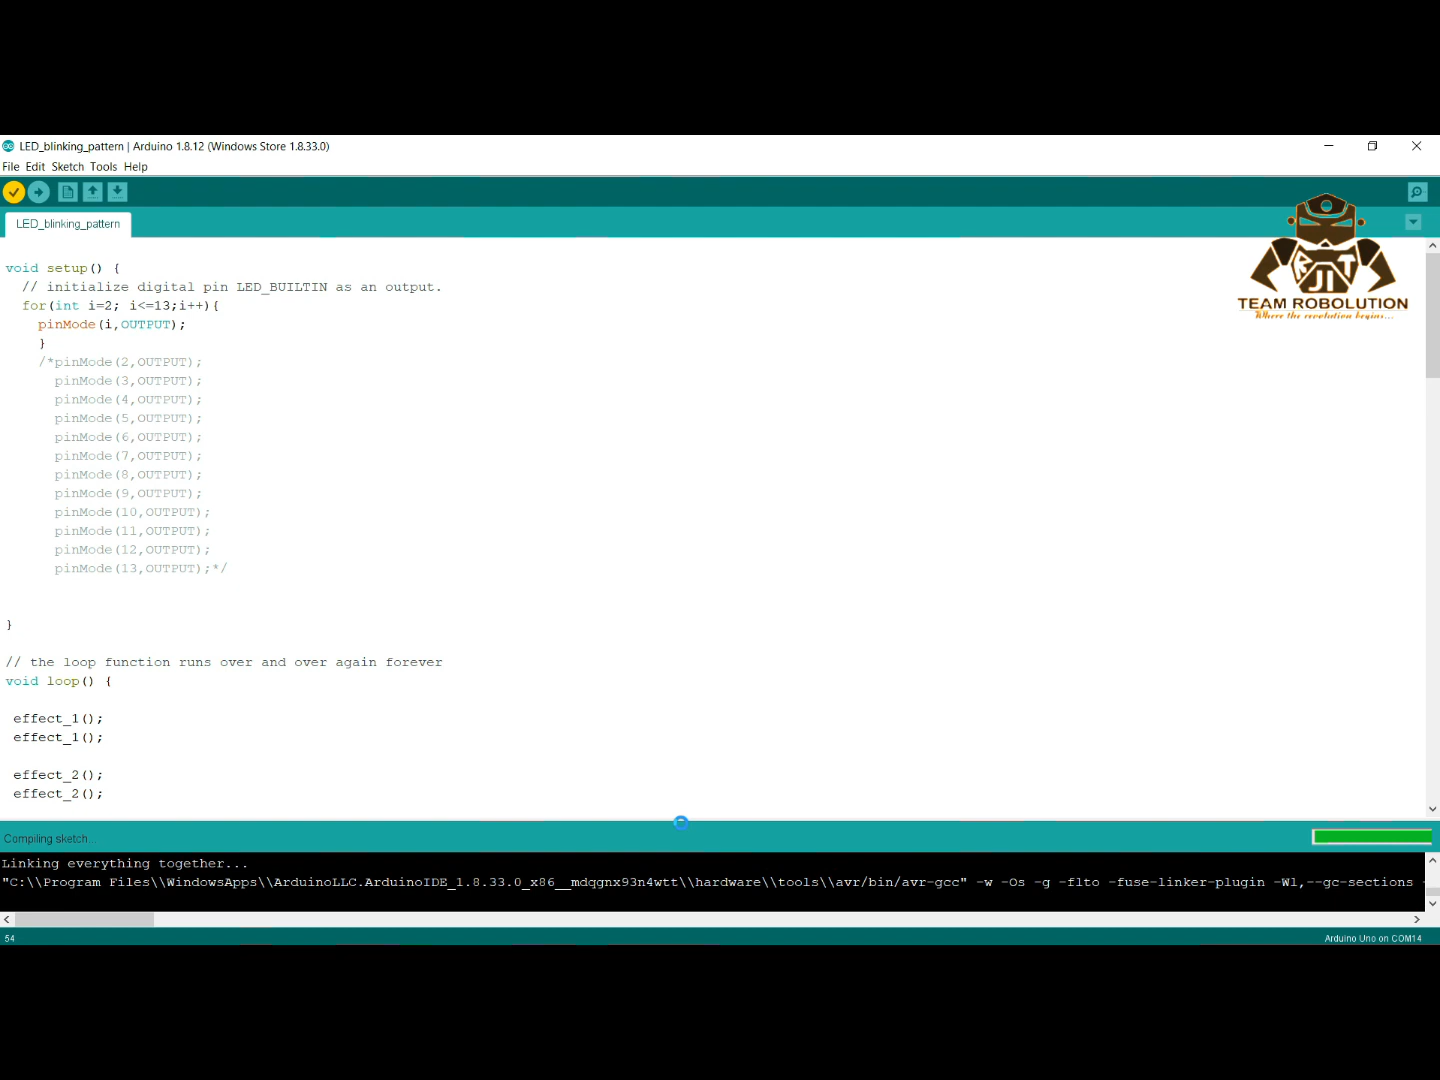 LED_blinking_pattern | Arduino 1.8.12 (Windows Store 1.8.33.0)
File Edit Sketch Tools Help
LED_blinking_pattern
RJIT
TEAM ROBOLUTION
Where the revolution begins...
void setup() {
  // initialize digital pin LED_BUILTIN as an output.
  for(int i=2; i<=13;i++){
    pinMode(i,OUTPUT);
    }
    /*pinMode(2,OUTPUT);
      pinMode(3,OUTPUT);
      pinMode(4,OUTPUT);
      pinMode(5,OUTPUT);
      pinMode(6,OUTPUT);
      pinMode(7,OUTPUT);
      pinMode(8,OUTPUT);
      pinMode(9,OUTPUT);
      pinMode(10,OUTPUT);
      pinMode(11,OUTPUT);
      pinMode(12,OUTPUT);
      pinMode(13,OUTPUT);*/
}
// the loop function runs over and over again forever
void loop() {
 effect_1();
 effect_1();
 effect_2();
 effect_2();
Compiling sketch...
Linking everything together...
"C:\\Program Files\\WindowsApps\\ArduinoLLC.ArduinoIDE_1.8.33.0_x86__mdqgnx93n4wtt\\hardware\\tools\\avr/bin/avr-gcc" -w -Os -g -flto -fuse-linker-plugin -Wl,--gc-sections -
54
Arduino Uno on COM14